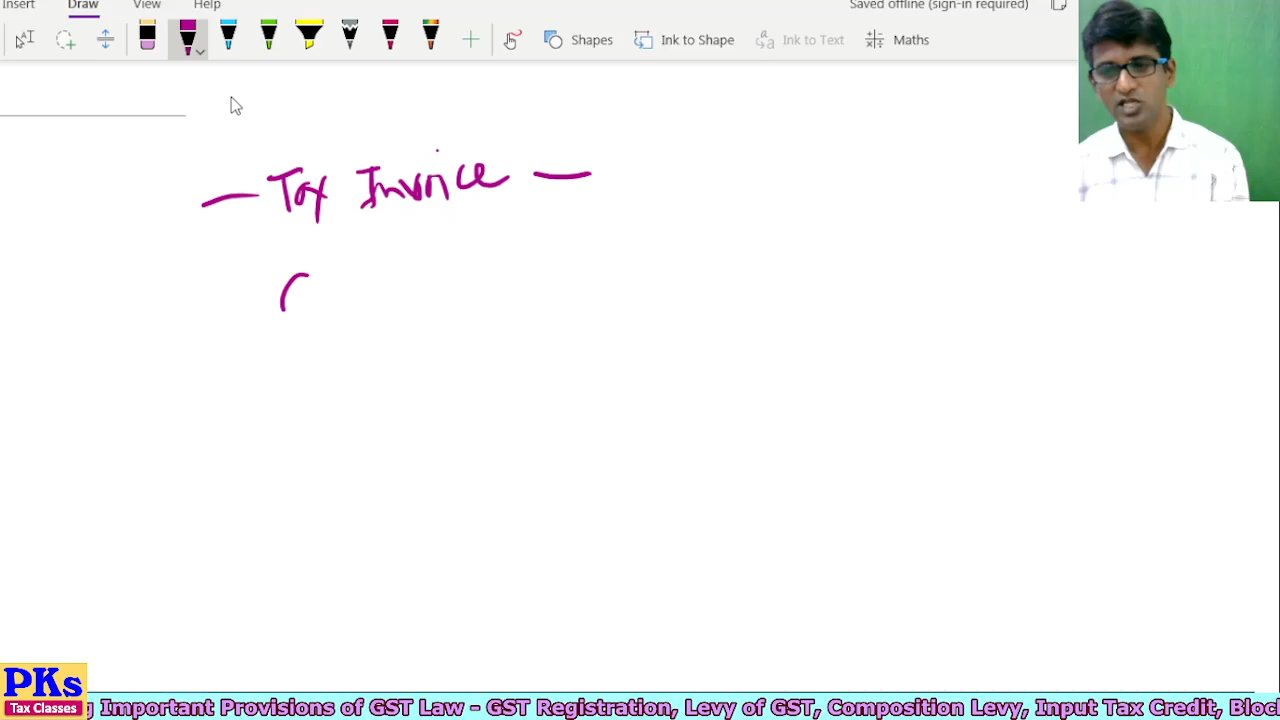 Insert Draw View Help Saved offline (sign-in required)
Shapes Ink to Shape Ink to Text Maths
— Tax Invoice —
PKs
Tax Classes
g Important Provisions of GST Law - GST Registration, Levy of GST, Composition Levy, Input Tax Credit, Bloc